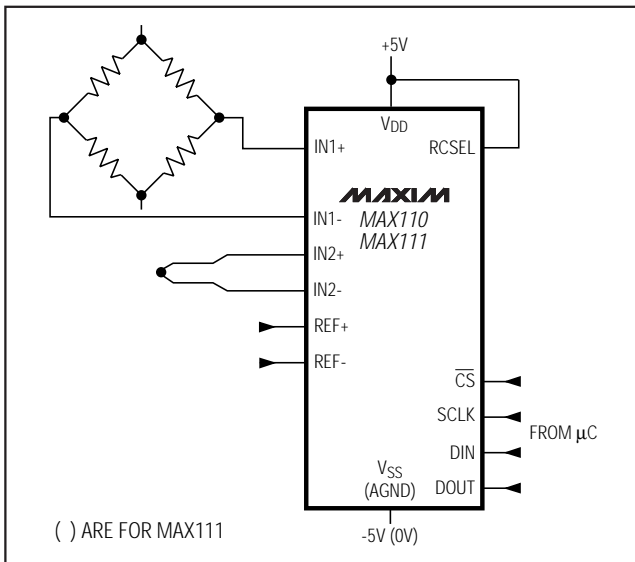 +5V
VDD
RCSEL
IN1+
MAXIM
IN1-
MAX110
MAX111
IN2+
IN2-
REF+
REF-
CS
SCLK
FROM μC
DIN
VSS
(AGND)
DOUT
( ) ARE FOR MAX111
-5V (0V)